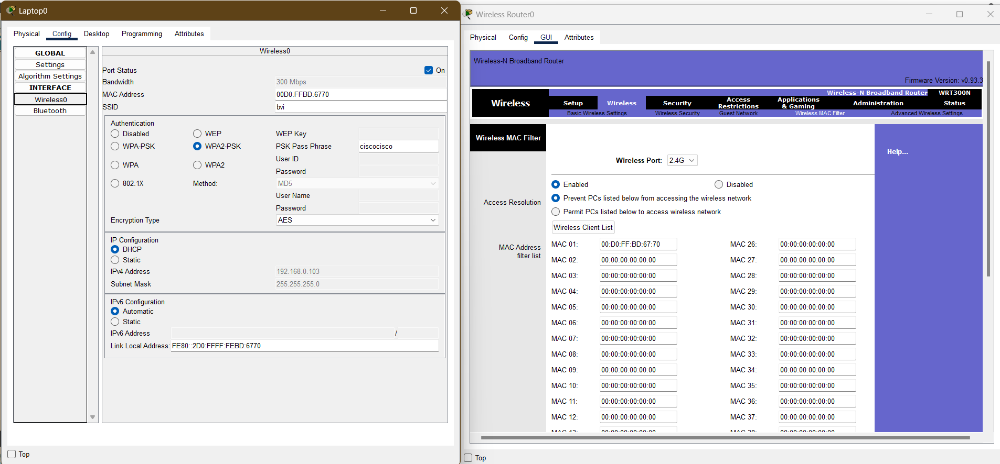 Laptop0
Physical Config Desktop Programming Attributes
GLOBAL
Settings
Algorithm Settings
INTERFACE
Wireless0
Bluetooth
Wireless0
Port Status On
Bandwidth 300 Mbps
MAC Address 00D0.FFBD.6770
SSID bvi
Authentication
Disabled WEP WEP Key
WPA-PSK WPA2-PSK PSK Pass Phrase ciscocisco
User ID
WPA WPA2
Password
802.1X Method: MD5
User Name
Password
Encryption Type AES
IP Configuration
DHCP
Static
IPv4 Address 192.168.0.103
Subnet Mask 255.255.255.0
IPv6 Configuration
Automatic
Static
IPv6 Address /
Link Local Address: FE80::2D0:FFFF:FEBD:6770
Top
Wireless Router0
Physical Config GUI Attributes
Wireless-N Broadband Router
Firmware Version: v0.93.3
Wireless-N Broadband Router WRT300N
Wireless
Setup Wireless Security Access Restrictions Applications & Gaming Administration Status
Basic Wireless Settings Wireless Security Guest Network Wireless MAC Filter Advanced Wireless Settings
Wireless MAC Filter
Help...
Wireless Port: 2.4G
Enabled Disabled
Access Resolution
Prevent PCs listed below from accessing the wireless network
Permit PCs listed below to access wireless network
Wireless Client List
MAC Address
filter list
MAC 01: 00:D0:FF:BD:67:70 MAC 26: 00:00:00:00:00:00
MAC 02: 00:00:00:00:00:00 MAC 27: 00:00:00:00:00:00
MAC 03: 00:00:00:00:00:00 MAC 28: 00:00:00:00:00:00
MAC 04: 00:00:00:00:00:00 MAC 29: 00:00:00:00:00:00
MAC 05: 00:00:00:00:00:00 MAC 30: 00:00:00:00:00:00
MAC 06: 00:00:00:00:00:00 MAC 31: 00:00:00:00:00:00
MAC 07: 00:00:00:00:00:00 MAC 32: 00:00:00:00:00:00
MAC 08: 00:00:00:00:00:00 MAC 33: 00:00:00:00:00:00
MAC 09: 00:00:00:00:00:00 MAC 34: 00:00:00:00:00:00
MAC 10: 00:00:00:00:00:00 MAC 35: 00:00:00:00:00:00
MAC 11: 00:00:00:00:00:00 MAC 36: 00:00:00:00:00:00
MAC 12: 00:00:00:00:00:00 MAC 37: 00:00:00:00:00:00
Top